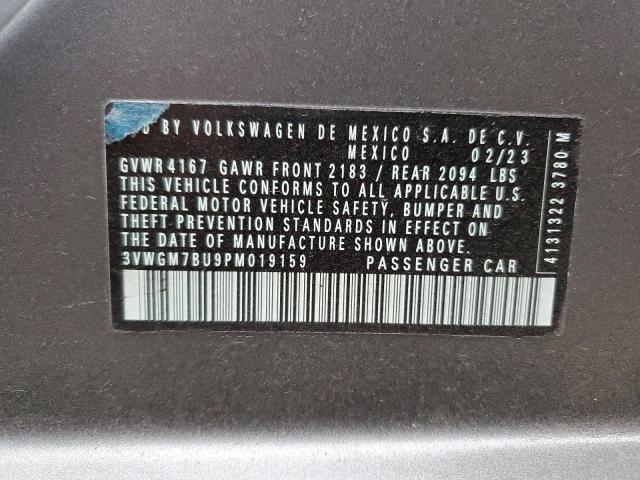 BY VOLKSWAGEN DE MEXICO S.A. DE C.V.
MEXICO 02/23
GVWR 4167 GAWR FRONT 2183 / REAR 2094 LBS
THIS VEHICLE CONFORMS TO ALL APPLICABLE U.S.
FEDERAL MOTOR VEHICLE SAFETY, BUMPER AND
THEFT PREVENTION STANDARDS IN EFFECT ON
THE DATE OF MANUFACTURE SHOWN ABOVE.
3VWGM7BU9PM019159 PASSENGER CAR
4131322 3780 M